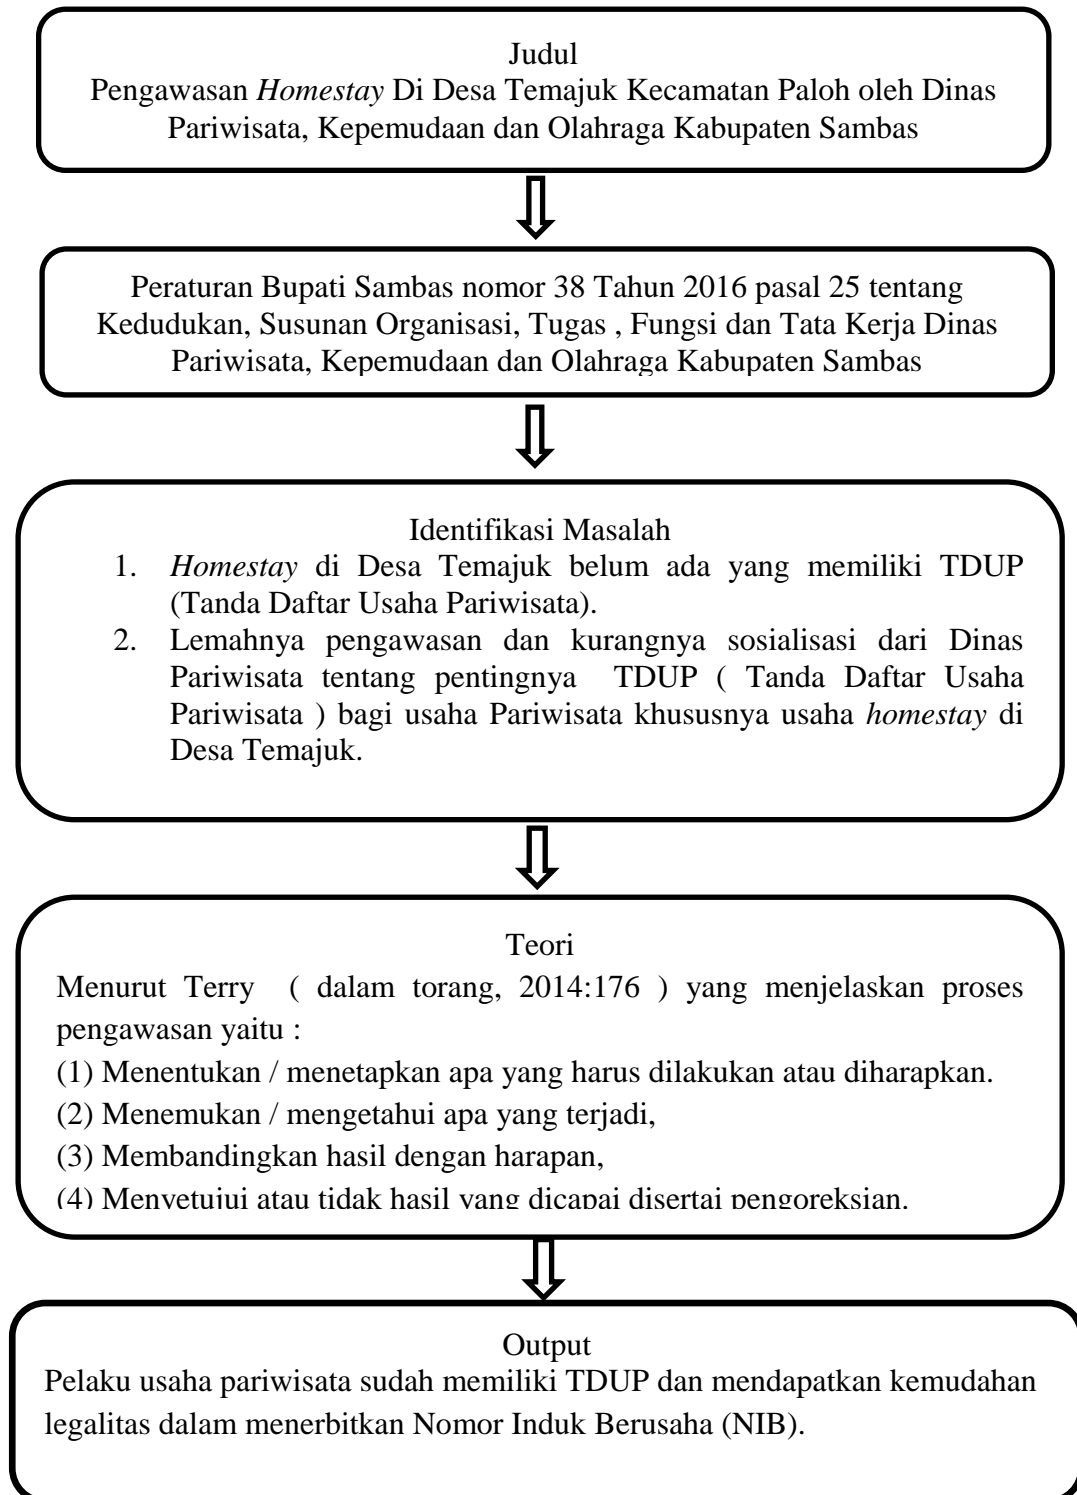 Judul
Pengawasan Homestay Di Desa Temajuk Kecamatan Paloh oleh Dinas
Pariwisata, Kepemudaan dan Olahraga Kabupaten Sambas
Peraturan Bupati Sambas nomor 38 Tahun 2016 pasal 25 tentang
Kedudukan, Susunan Organisasi, Tugas , Fungsi dan Tata Kerja Dinas
Pariwisata, Kepemudaan dan Olahraga Kabupaten Sambas
Identifikasi Masalah
1. Homestay di Desa Temajuk belum ada yang memiliki TDUP
(Tanda Daftar Usaha Pariwisata).
2. Lemahnya pengawasan dan kurangnya sosialisasi dari Dinas
Pariwisata tentang pentingnya TDUP ( Tanda Daftar Usaha
Pariwisata ) bagi usaha Pariwisata khususnya usaha homestay di
Desa Temajuk.
Teori
Menurut Terry ( dalam torang, 2014:176 ) yang menjelaskan proses
pengawasan yaitu :
(1) Menentukan / menetapkan apa yang harus dilakukan atau diharapkan.
(2) Menemukan / mengetahui apa yang terjadi,
(3) Membandingkan hasil dengan harapan,
(4) Menyetujui atau tidak hasil yang dicapai disertai pengoreksian.
Output
Pelaku usaha pariwisata sudah memiliki TDUP dan mendapatkan kemudahan
legalitas dalam menerbitkan Nomor Induk Berusaha (NIB).